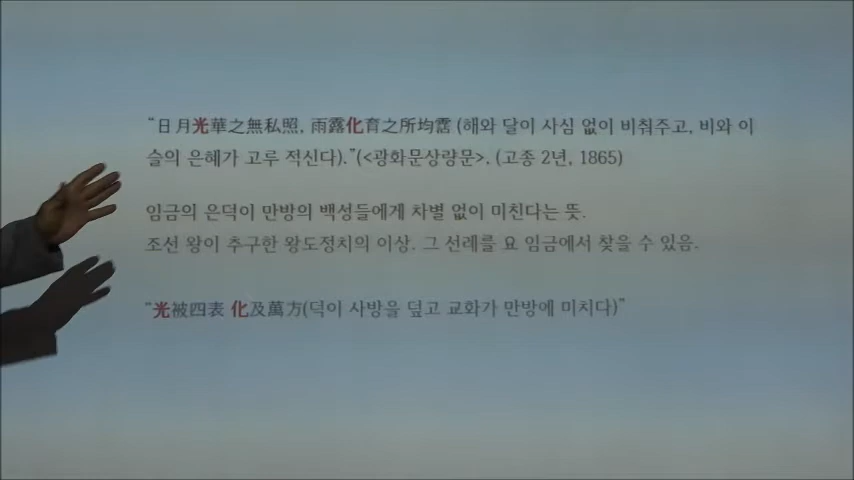 “日月光華之無私照, 雨露化育之所均霑 (해와 달이 사심 없이 비춰주고, 비와 이
슬의 은혜가 고루 적신다).”(<광화문상량문>, (고종 2년, 1865)
임금의 은덕이 만방의 백성들에게 차별 없이 미친다는 뜻.
조선 왕이 추구한 왕도정치의 이상. 그 선례를 요 임금에서 찾을 수 있음.
“光被四表 化及萬方(덕이 사방을 덮고 교화가 만방에 미치다)”